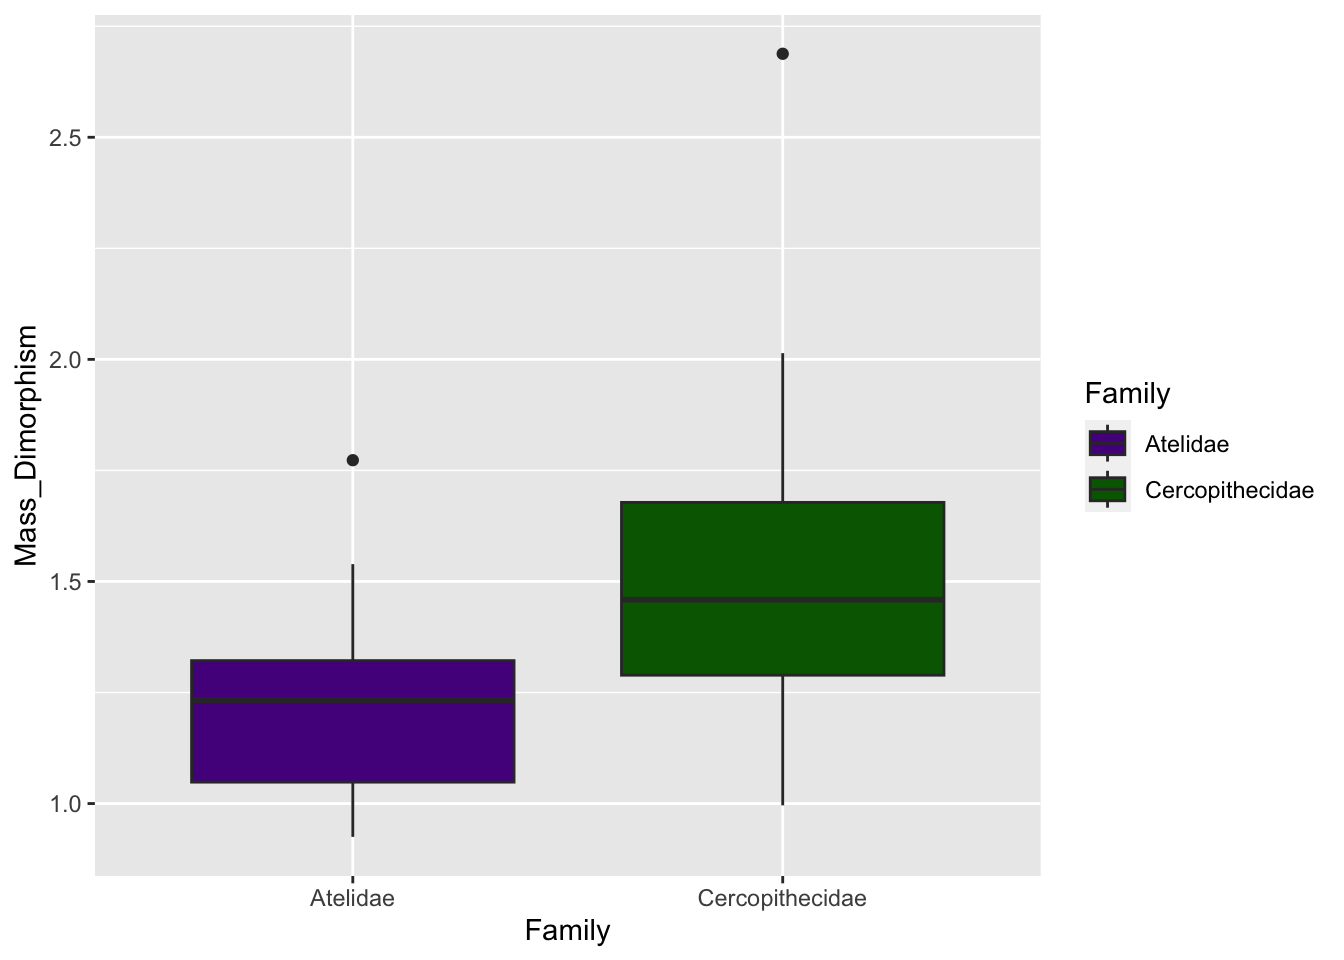 Mass_Dimorphism
2.5
2.0
1.5
1.0
Atelidae
Cercopithecidae
Family
Family
Atelidae
Cercopithecidae